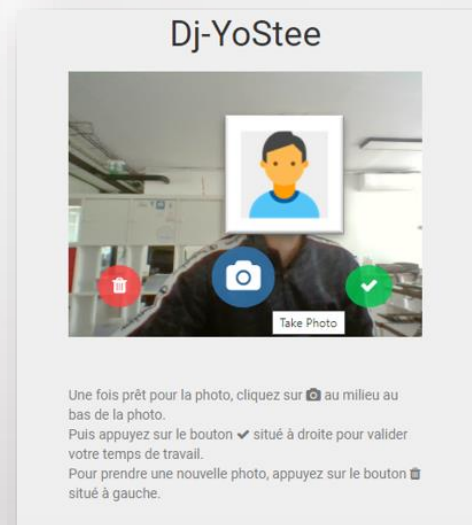 Dj-YoStee
Take Photo
Une fois prêt pour la photo, cliquez sur au milieu au
bas de la photo.
Puis appuyez sur le bouton situé à droite pour valider
votre temps de travail.
Pour prendre une nouvelle photo, appuyez sur le bouton
situé à gauche.